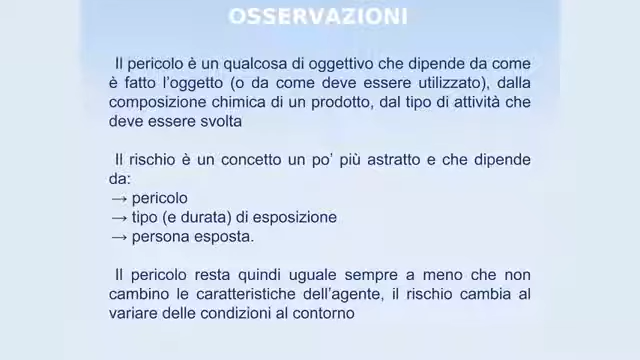 OSSERVAZIONI
Il pericolo è un qualcosa di oggettivo che dipende da come
è fatto l’oggetto (o da come deve essere utilizzato), dalla
composizione chimica di un prodotto, dal tipo di attività che
deve essere svolta
Il rischio è un concetto un po’ più astratto e che dipende
da:
→ pericolo
→ tipo (e durata) di esposizione
→ persona esposta.
Il pericolo resta quindi uguale sempre a meno che non
cambino le caratteristiche dell’agente, il rischio cambia al
variare delle condizioni al contorno